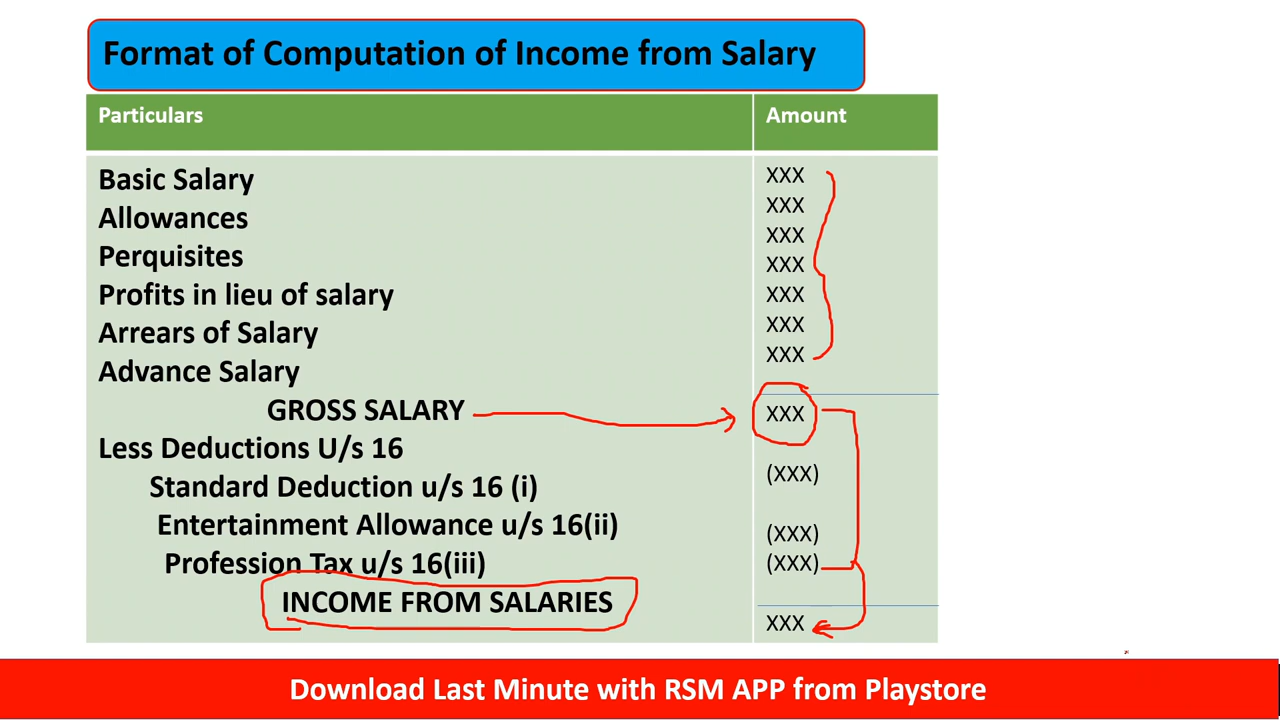 Format of Computation of Income from Salary
Particulars Amount
Basic Salary XXX
Allowances XXX
Perquisites XXX
Profits in lieu of salary XXX
Arrears of Salary XXX
Advance Salary XXX
XXX
GROSS SALARY XXX
Less Deductions U/s 16
Standard Deduction u/s 16 (i) (XXX)
Entertainment Allowance u/s 16(ii) (XXX)
Profession Tax u/s 16(iii) (XXX)
INCOME FROM SALARIES XXX
Download Last Minute with RSM APP from Playstore